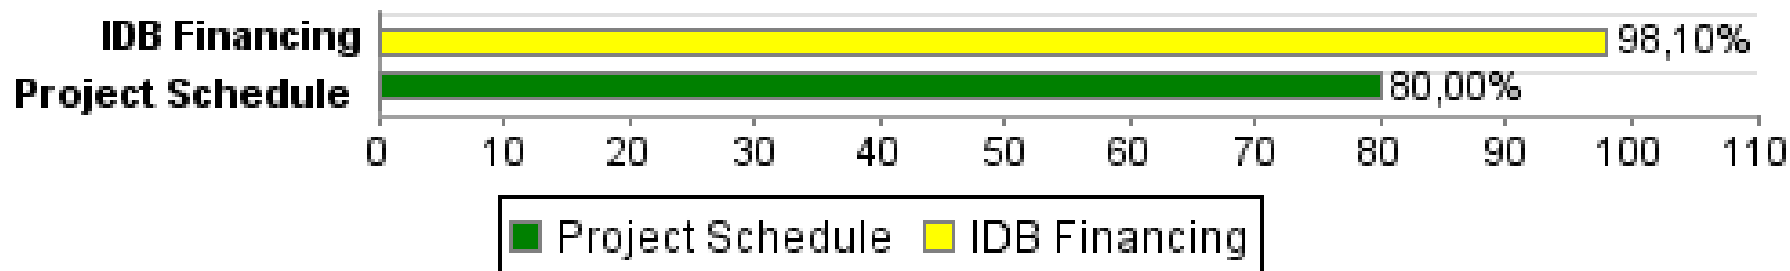 IDB Financing 98,10%
Project Schedule 80,00%
0 10 20 30 40 50 60 70 80 90 100 110
Project Schedule IDB Financing